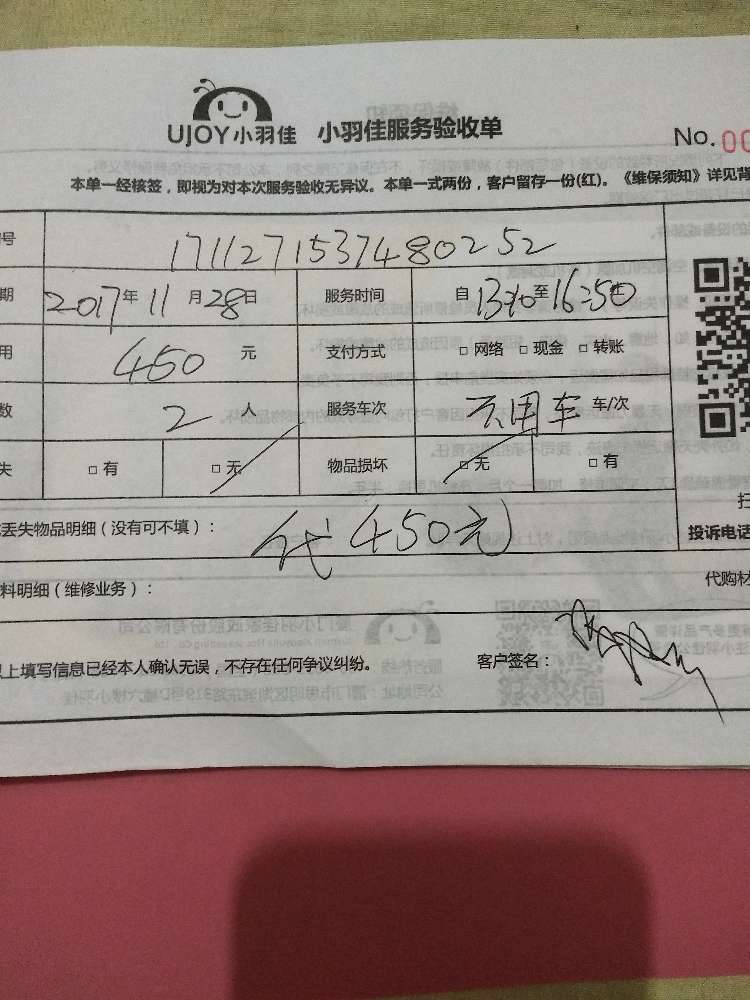 UJOY小羽佳 小羽佳服务验收单
No. 00
本单一经核签，即视为对本次服务验收无异议。本单一式两份，客户留存一份(红)。《维保须知》详见背
号 17112715374480252
期 2017年 11月 28日 服务时间 自 13:10至 16:50
用 450 元 支付方式 □ 网络 □ 现金 □ 转账
数 2 人 服务车次 公用车 车/次
失 □ 有 □ 无 物品损坏 □ 无 □ 有
丢失物品明细（没有可不填）： 代 450元
扫
投诉电话
料明细（维修业务）： 代购材
上填写信息已经本人确认无误，不存在任何争议纠纷。 客户签名：